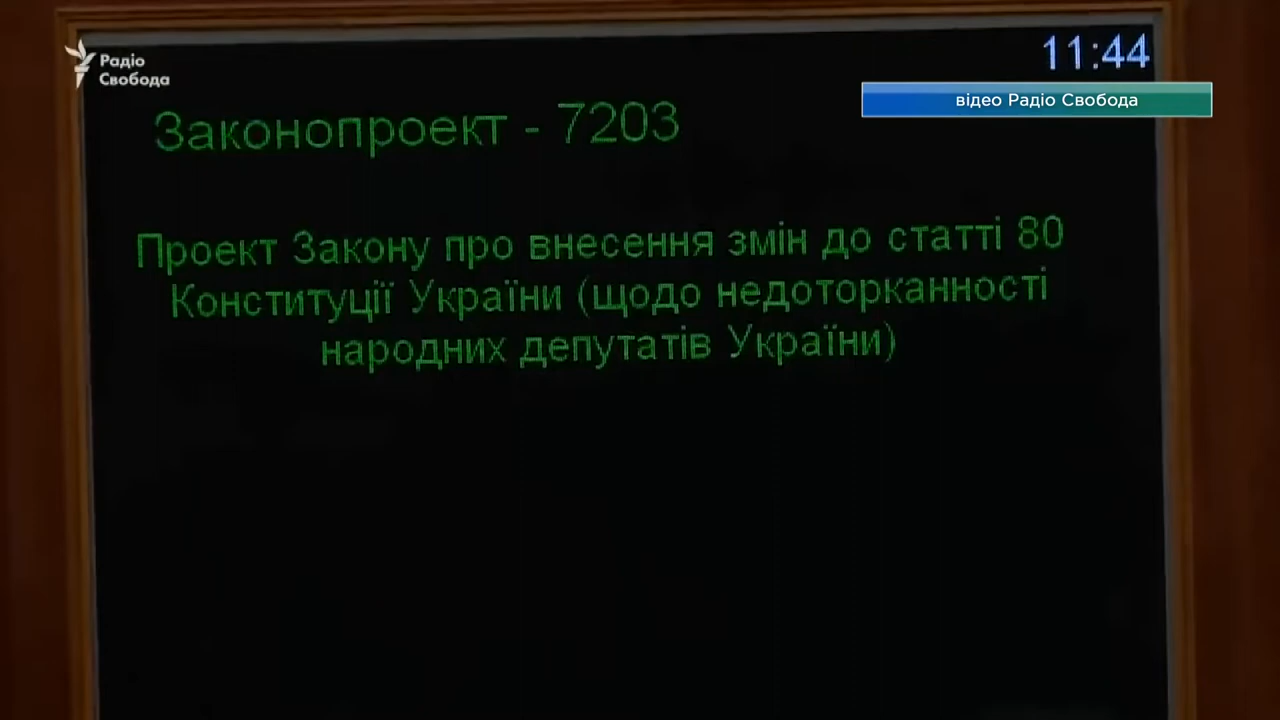 Радіо
Свобода
11:44
відео Радіо Свобода
Законопроект - 7203
Проект Закону про внесення змін до статті 80
Конституції України (щодо недоторканності
народних депутатів України)